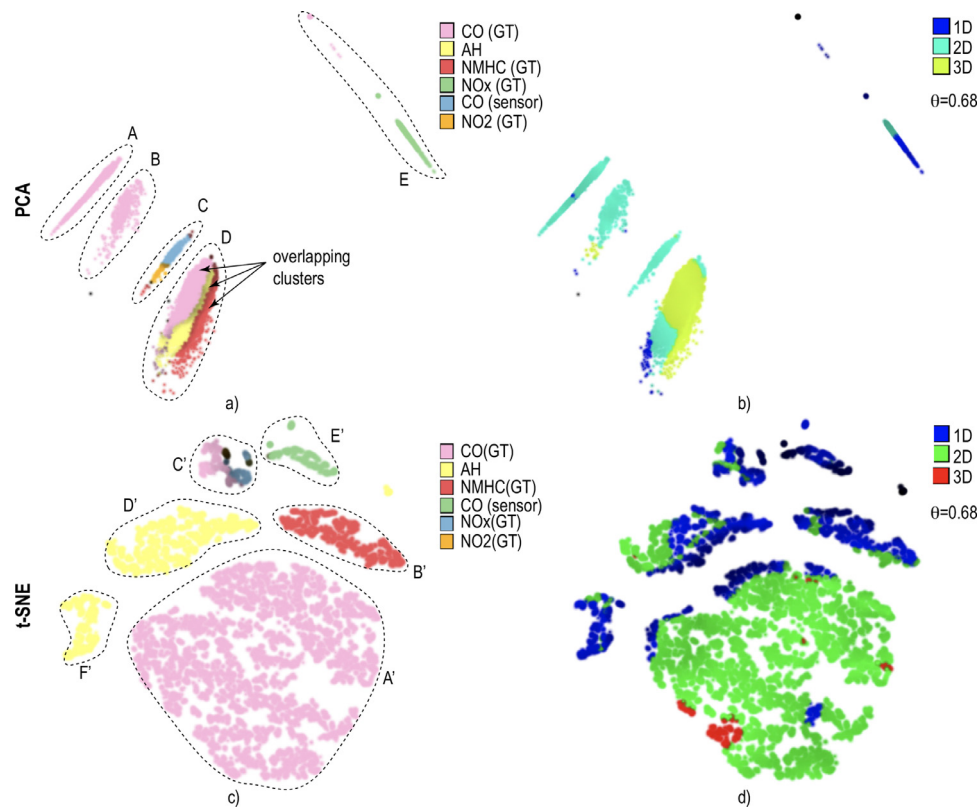 PCA
A
B
C
D
E
overlapping
clusters
CO (GT)
AH
NMHC (GT)
NOx (GT)
CO (sensor)
NO2 (GT)
a)
1D
2D
3D
θ=0.68
b)
t-SNE
C'
E'
D'
B'
F'
A'
CO(GT)
AH
NMHC(GT)
CO (sensor)
NOx(GT)
NO2(GT)
c)
1D
2D
3D
θ=0.68
d)